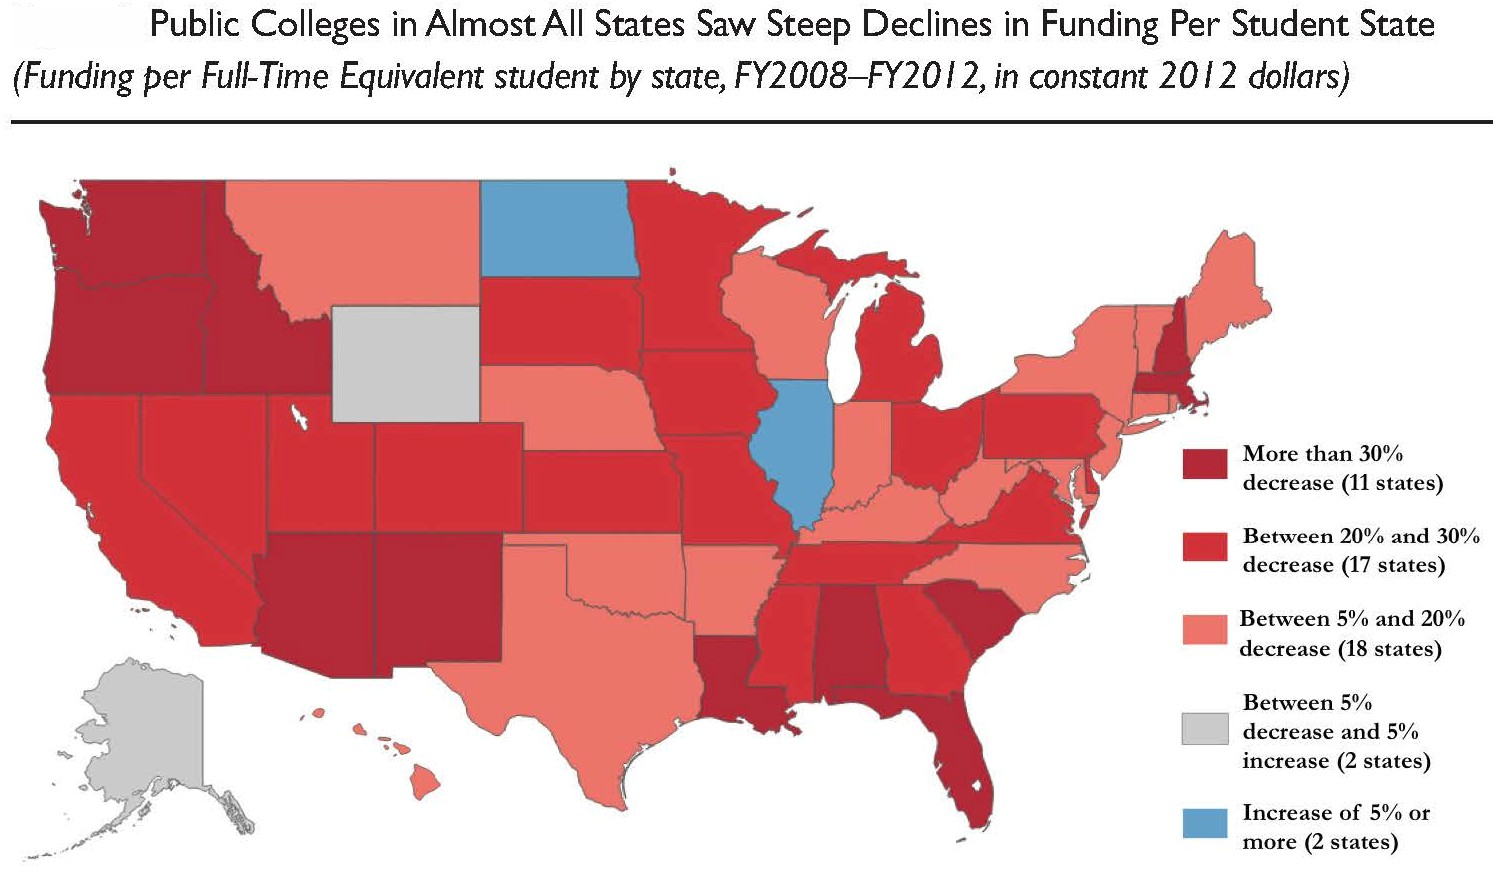 Public Colleges in Almost All States Saw Steep Declines in Funding Per Student State
(Funding per Full-Time Equivalent student by state, FY2008–FY2012, in constant 2012 dollars)
More than 30%
decrease (11 states)
Between 20% and 30%
decrease (17 states)
Between 5% and 20%
decrease (18 states)
Between 5%
decrease and 5%
increase (2 states)
Increase of 5% or
more (2 states)